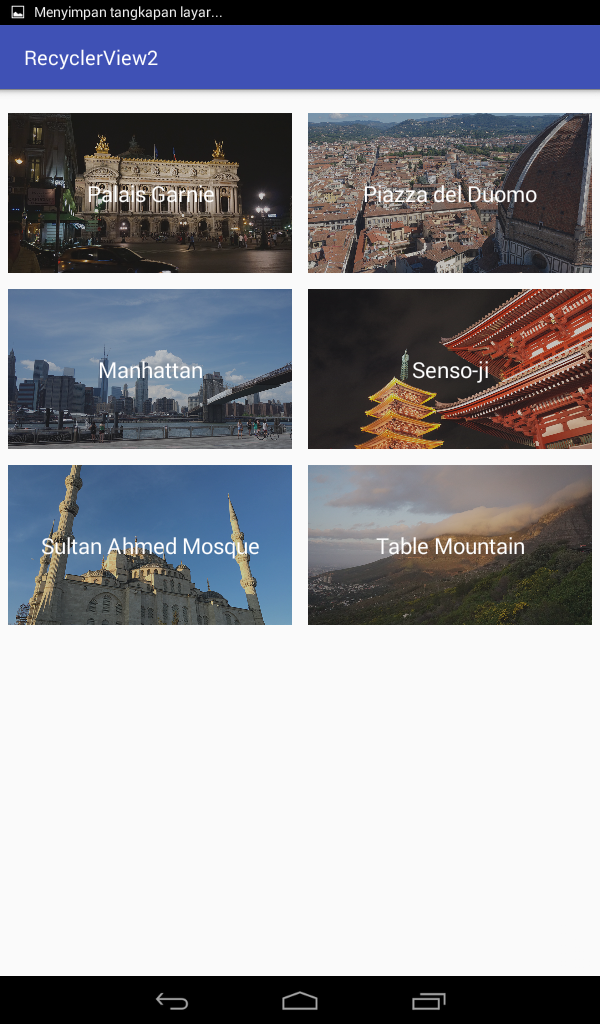 Menyimpan tangkapan layar...
RecyclerView2
Palais Garnie
Piazza del Duomo
Manhattan
Senso-ji
Sultan Ahmed Mosque
Table Mountain